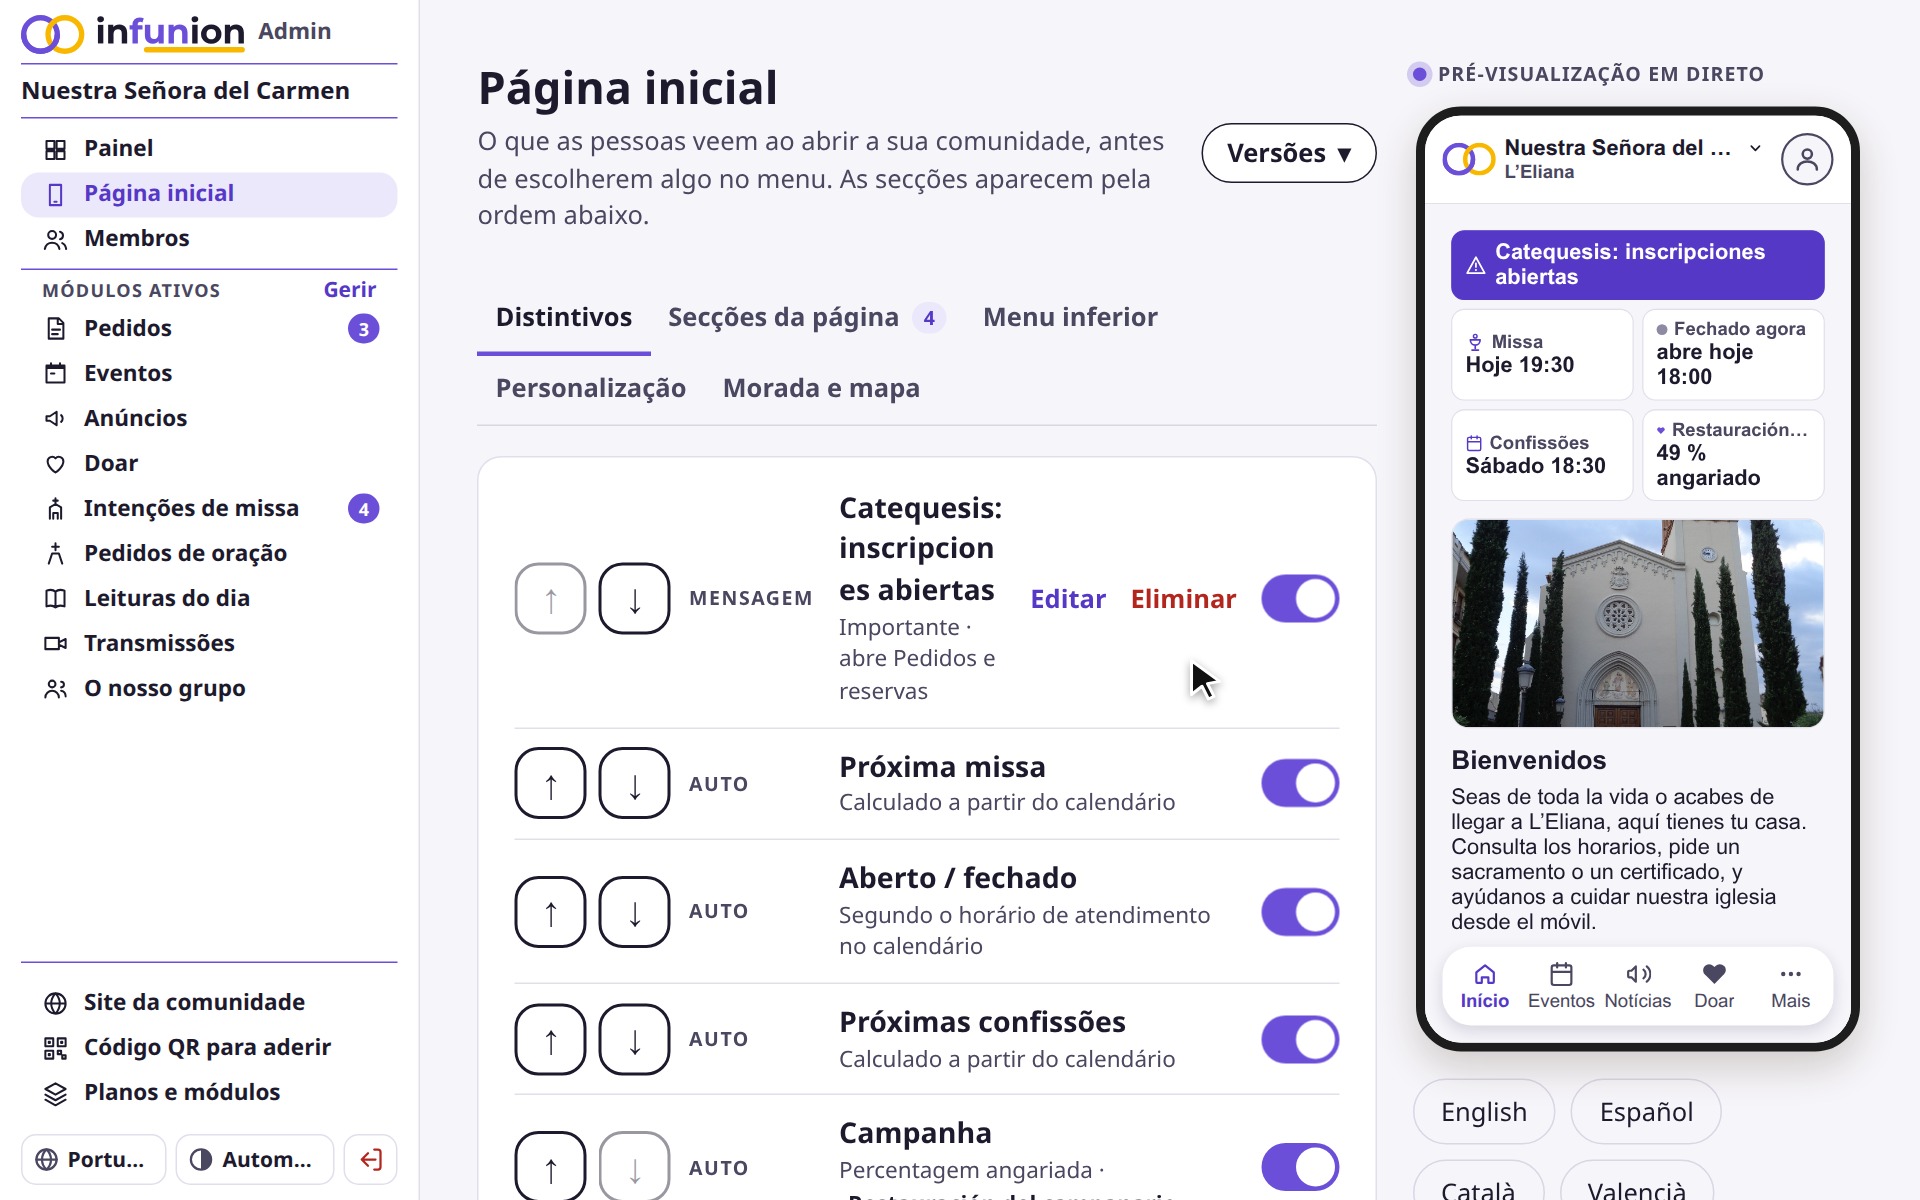 infunion Admin
Nuestra Señora del Carmen
Painel
Página inicial
Membros
MÓDULOS ATIVOS Gerir
Pedidos 3
Eventos
Anúncios
Doar
Intenções de missa 4
Pedidos de oração
Leituras do dia
Transmissões
O nosso grupo
Site da comunidade
Código QR para aderir
Planos e módulos
Portu...
Autom...
Página inicial
O que as pessoas veem ao abrir a sua comunidade, antes
de escolherem algo no menu. As secções aparecem pela
ordem abaixo.
Versões ▼
Distintivos
Secções da página 4
Menu inferior
Personalização
Morada e mapa
↑ ↓ MENSAGEM
Catequesis:
inscripcion
es abiertas
Importante ·
abre Pedidos e
reservas
Editar Eliminar
↑ ↓ AUTO
Próxima missa
Calculado a partir do calendário
↑ ↓ AUTO
Aberto / fechado
Segundo o horário de atendimento
no calendário
↑ ↓ AUTO
Próximas confissões
Calculado a partir do calendário
↑ ↓ AUTO
Campanha
Percentagem angariada ·
PRÉ-VISUALIZAÇÃO EM DIRETO
Nuestra Señora del ...
L’Eliana
Catequesis: inscripciones
abiertas
Missa
Hoje 19:30
Fechado agora
abre hoje
18:00
Confissões
Sábado 18:30
Restauración...
49 %
angariado
Bienvenidos
Seas de toda la vida o acabes de
llegar a L’Eliana, aquí tienes tu casa.
Consulta los horarios, pide un
sacramento o un certificado, y
ayúdanos a cuidar nuestra iglesia
desde el móvil.
Início Eventos Notícias Doar Mais
English
Español
Català
Valencià